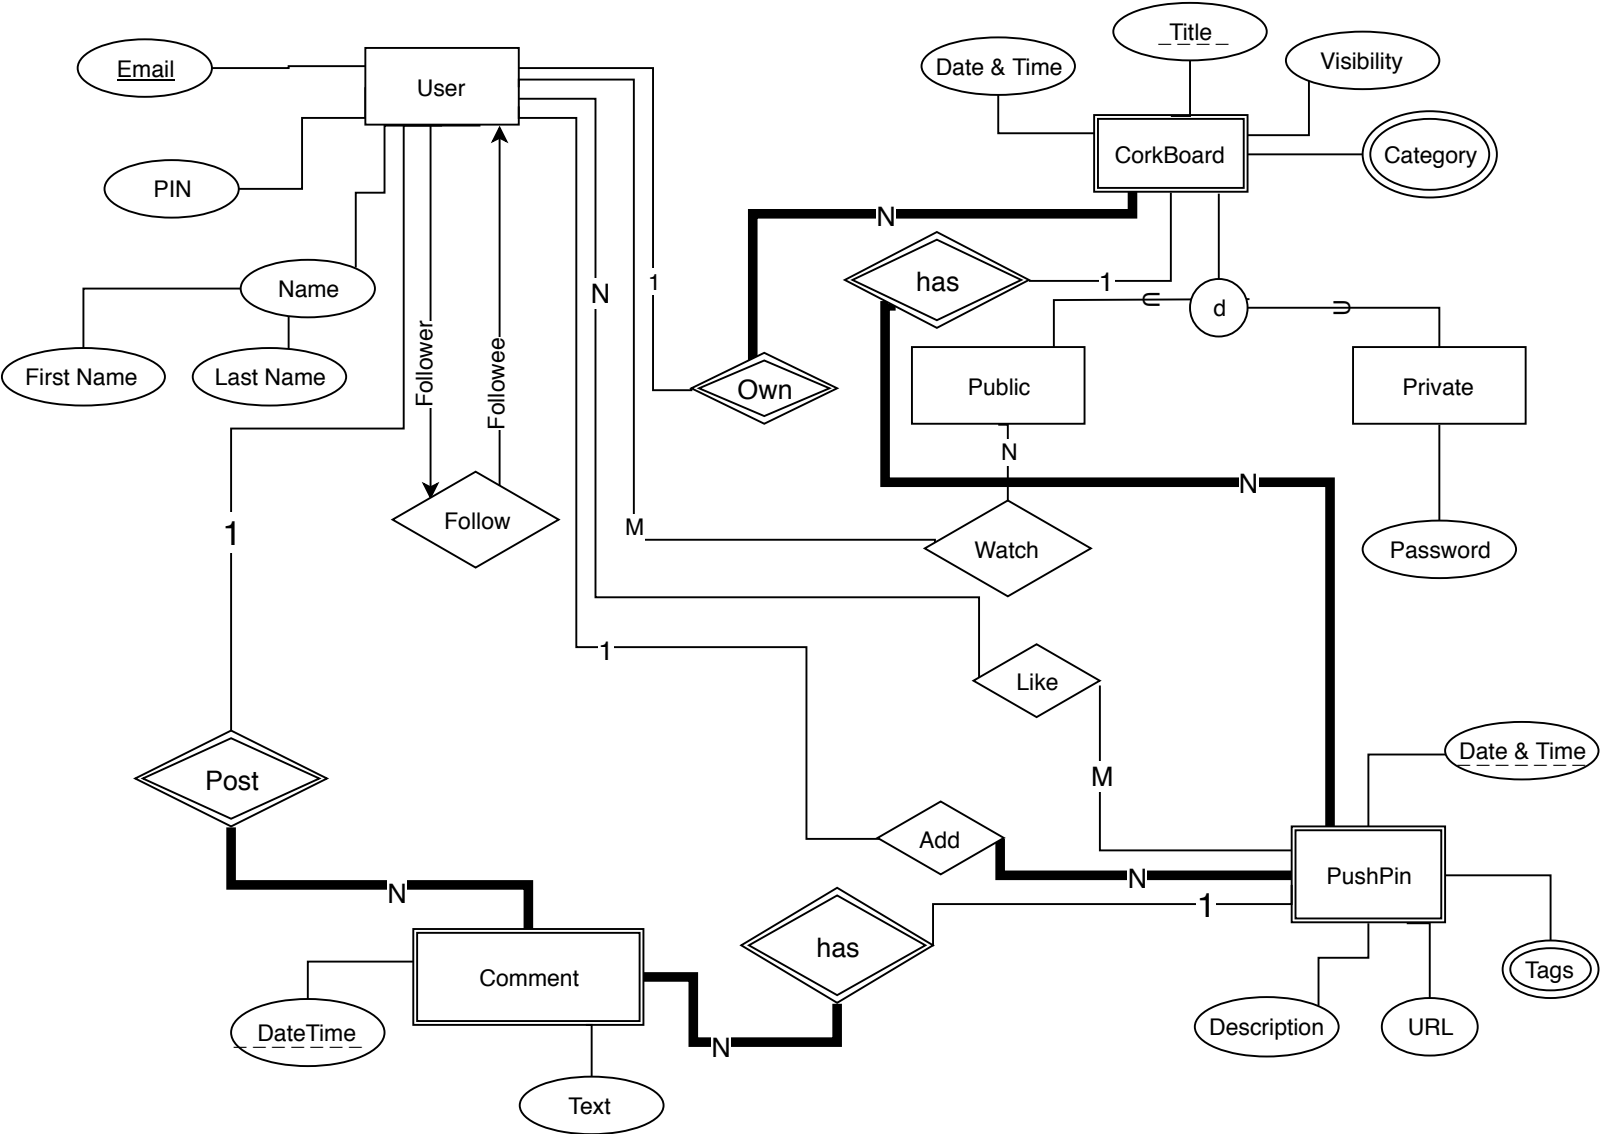 Title
Email
User
Date & Time
Visibility
CorkBoard
Category
PIN
N
has
1
1
N
Name
d
Follower
Followee
First Name
Last Name
Own
Public
Private
N
N
1
Follow
M
Watch
Password
1
Like
Date & Time
M
Post
Add
PushPin
N
N
1
has
Comment
Tags
DateTime
Description
URL
N
Text